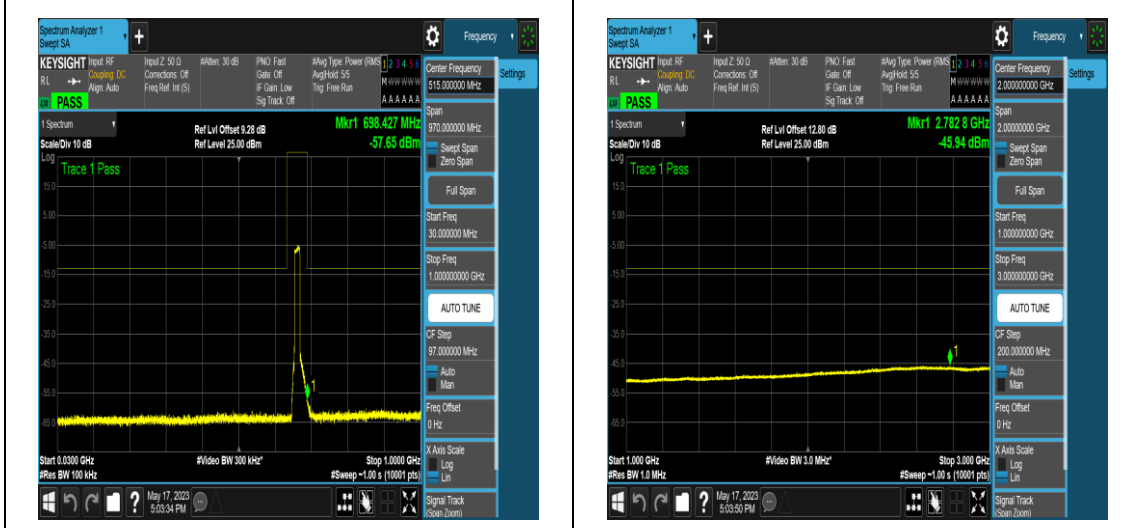 Spectrum Analyzer 1
Swept SA
Frequency
KEYSIGHT Input: RF Input Z: 50 Ω #Atten: 30 dB PNO: Fast #Avg Type: Power (RMS 1 2 3 4 5 6
RL Coupling: DC Corrections: Off Gate: Off Avg|Hold: 5/5 M W W W W W
Align: Auto Freq Ref: Int (S) IF Gain: Low Trig: Free Run
Sig Track: Off A A A A A A
PASS
1 Spectrum
Scale/Div 10 dB
Ref Lvl Offset 9.28 dB
Ref Level 25.00 dBm
Mkr1 698.427 MHz
-57.65 dBm
Log
Trace 1 Pass
15.0
5.00
-5.00
-15.0
-25.0
-35.0
-45.0
-55.0
-65.0
1
Start 0.0300 GHz #Video BW 300 kHz* Stop 1.0000 GHz
#Res BW 100 kHz #Sweep ~1.00 s (10001 pts)
May 17, 2023
5:03:34 PM
Center Frequency
515.000000 MHz
Settings
Span
970.000000 MHz
Swept Span
Zero Span
Full Span
Start Freq
30.000000 MHz
Stop Freq
1.000000000 GHz
AUTO TUNE
CF Step
97.000000 MHz
Auto
Man
Freq Offset
0 Hz
X Axis Scale
Log
Lin
Signal Track
(Span Zoom)
Spectrum Analyzer 1
Swept SA
Frequency
KEYSIGHT Input: RF Input Z: 50 Ω #Atten: 30 dB PNO: Fast #Avg Type: Power (RMS 1 2 3 4 5 6
RL Coupling: DC Corrections: Off Gate: Off Avg|Hold: 5/5 M W W W W W
Align: Auto Freq Ref: Int (S) IF Gain: Low Trig: Free Run
Sig Track: Off A A A A A A
PASS
1 Spectrum
Scale/Div 10 dB
Ref Lvl Offset 12.80 dB
Ref Level 25.00 dBm
Mkr1 2.782 8 GHz
-45.94 dBm
Log
Trace 1 Pass
15.0
5.00
-5.00
-15.0
-25.0
-35.0
-45.0
-55.0
-65.0
1
Start 1.000 GHz #Video BW 3.0 MHz* Stop 3.000 GHz
#Res BW 1.0 MHz #Sweep ~1.00 s (10001 pts)
May 17, 2023
5:03:50 PM
Center Frequency
2.000000000 GHz
Settings
Span
2.00000000 GHz
Swept Span
Zero Span
Full Span
Start Freq
1.000000000 GHz
Stop Freq
3.000000000 GHz
AUTO TUNE
CF Step
200.000000 MHz
Auto
Man
Freq Offset
0 Hz
X Axis Scale
Log
Lin
Signal Track
(Span Zoom)